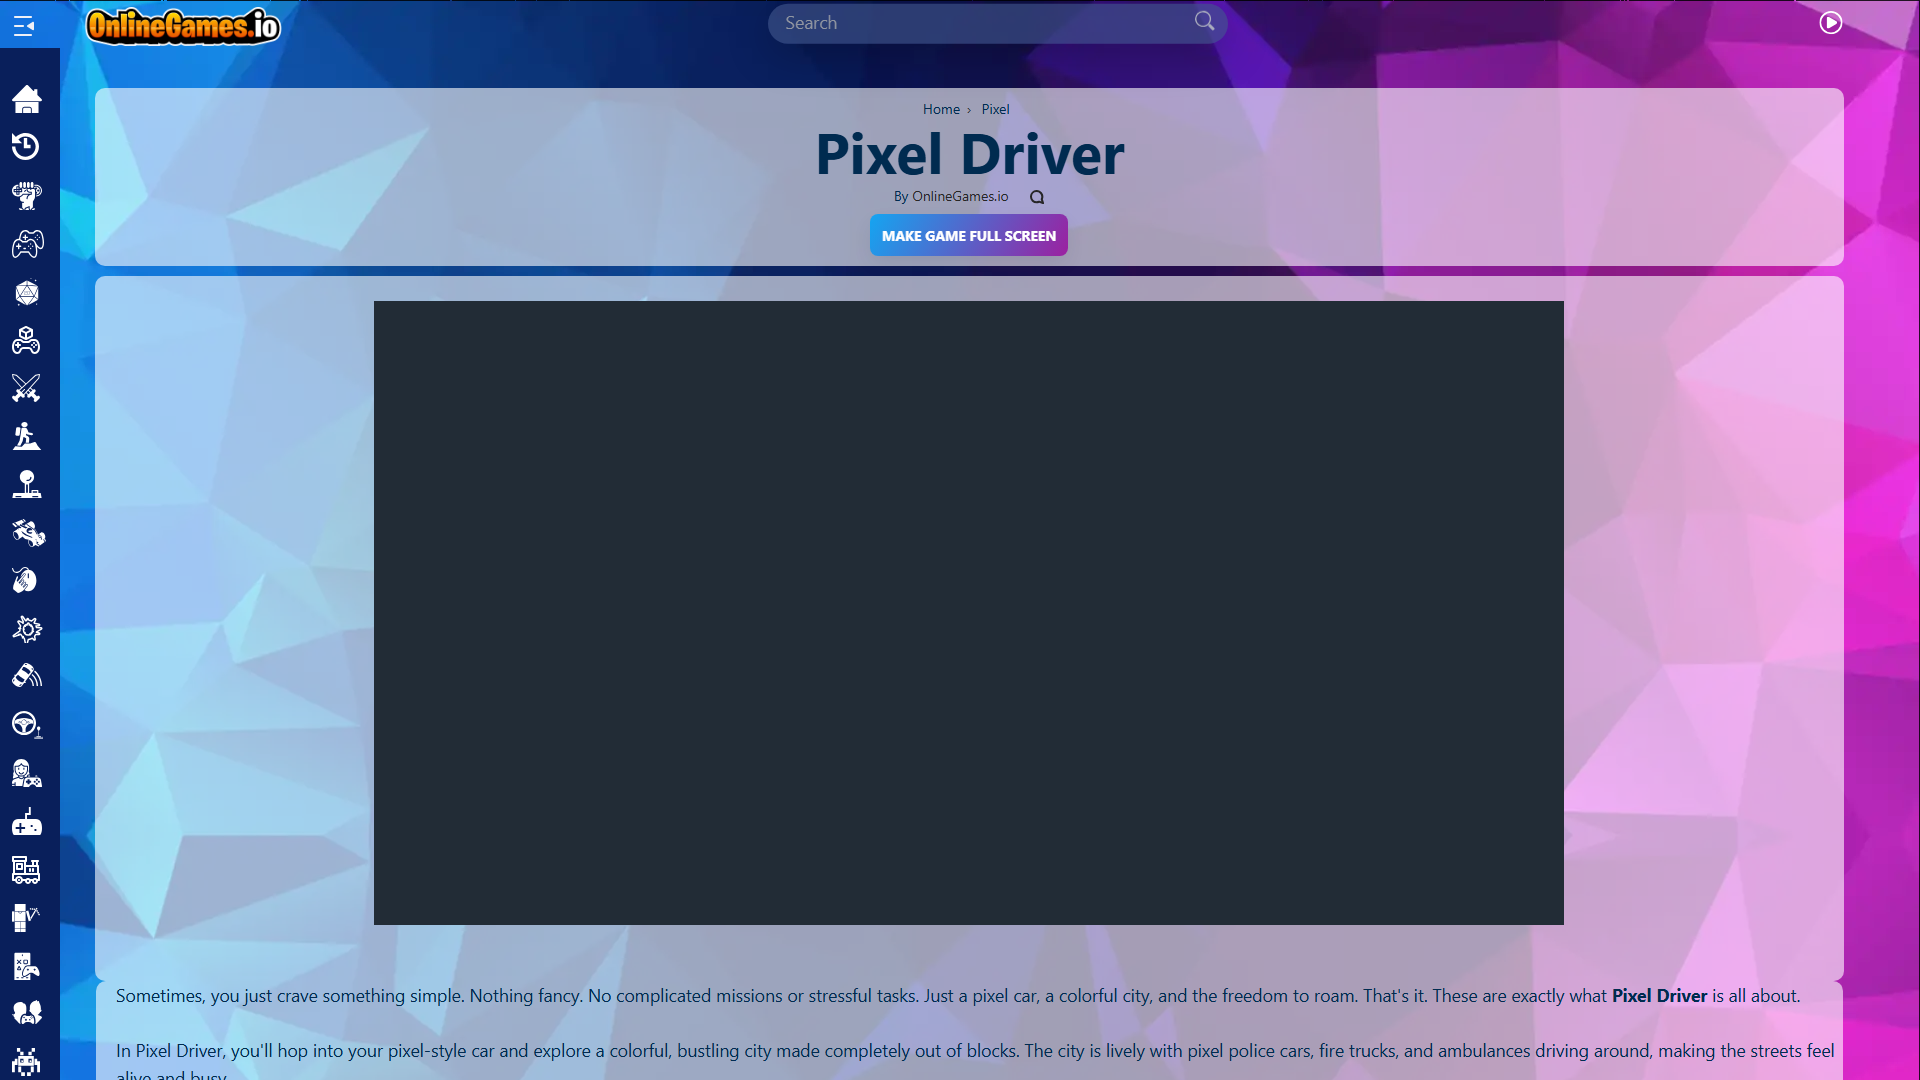 OnlineGames.io
Search
Home › Pixel
Pixel Driver
By OnlineGames.io
MAKE GAME FULL SCREEN
Sometimes, you just crave something simple. Nothing fancy. No complicated missions or stressful tasks. Just a pixel car, a colorful city, and the freedom to roam. That's it. These are exactly what Pixel Driver is all about.
In Pixel Driver, you'll hop into your pixel-style car and explore a colorful, bustling city made completely out of blocks. The city is lively with pixel police cars, fire trucks, and ambulances driving around, making the streets feel
alive and busy.